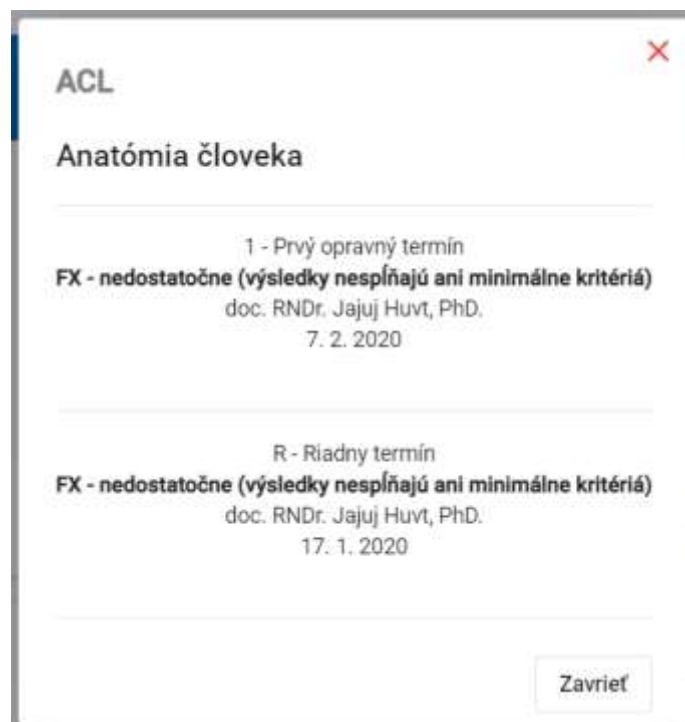 ACL
Anatómia človeka
1 - Prvý opravný termín
FX - nedostatočne (výsledky nespĺňajú ani minimálne kritériá)
doc. RNDr. Jajuj Huvt, PhD.
7. 2. 2020
R - Riadny termín
FX - nedostatočne (výsledky nespĺňajú ani minimálne kritériá)
doc. RNDr. Jajuj Huvt, PhD.
17. 1. 2020
Zavrieť